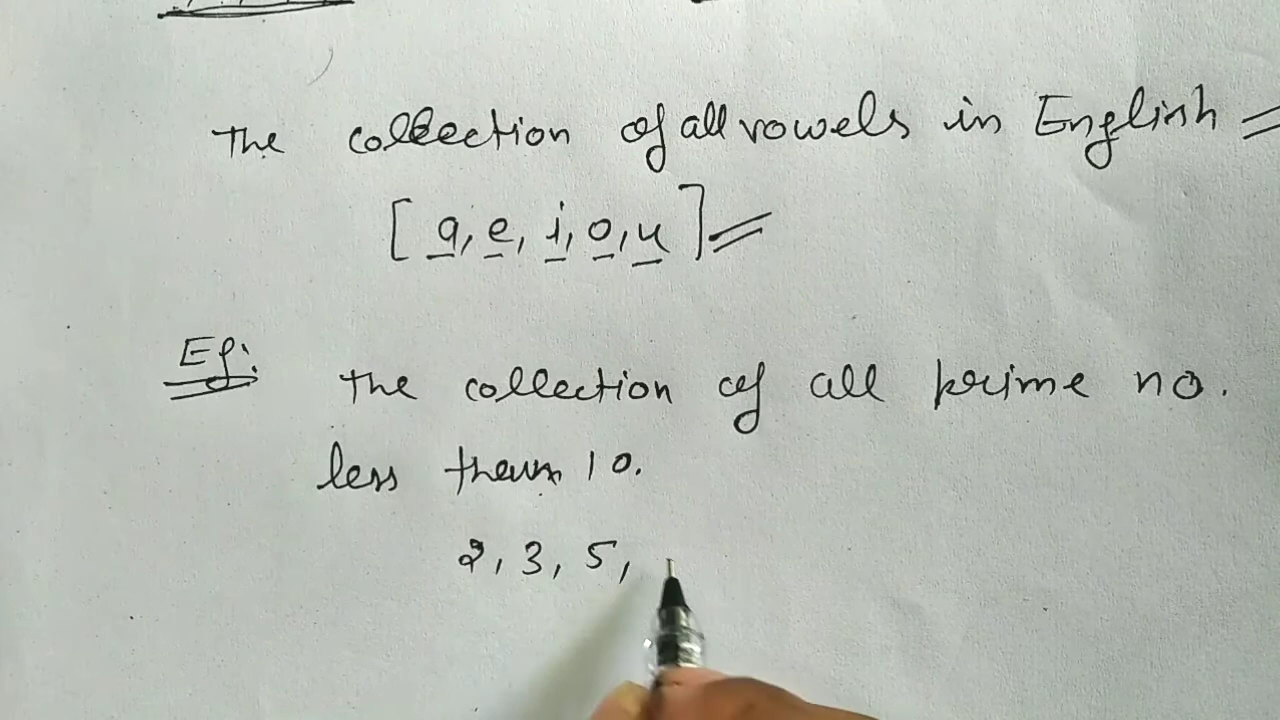 The collection of all vowels in English =
[ a, e, i, o, u ]=
Eg: The collection of all prime no.
less than 10.
2, 3, 5,